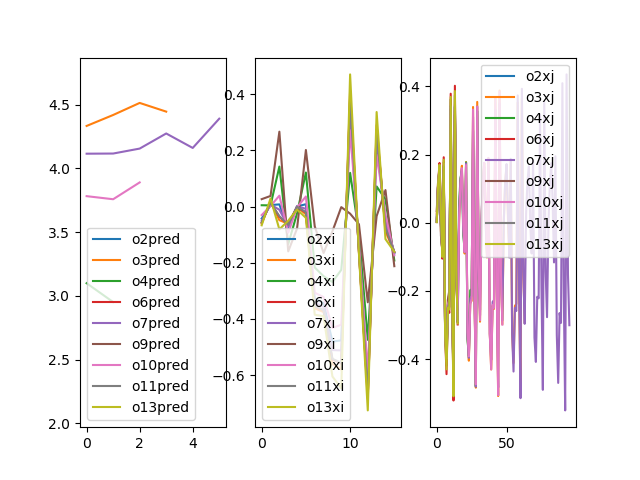 4.5
4.0
3.5
3.0
2.5
2.0
0
2
4
o2pred
o3pred
o4pred
o6pred
o7pred
o9pred
o10pred
o11pred
o13pred
0.4
0.2
0.0
−0.2
−0.4
−0.6
0
10
o2xi
o3xi
o4xi
o6xi
o7xi
o9xi
o10xi
o11xi
o13xi
0.4
0.2
0.0
−0.2
−0.4
0
50
o2xj
o3xj
o4xj
o6xj
o7xj
o9xj
o10xj
o11xj
o13xj